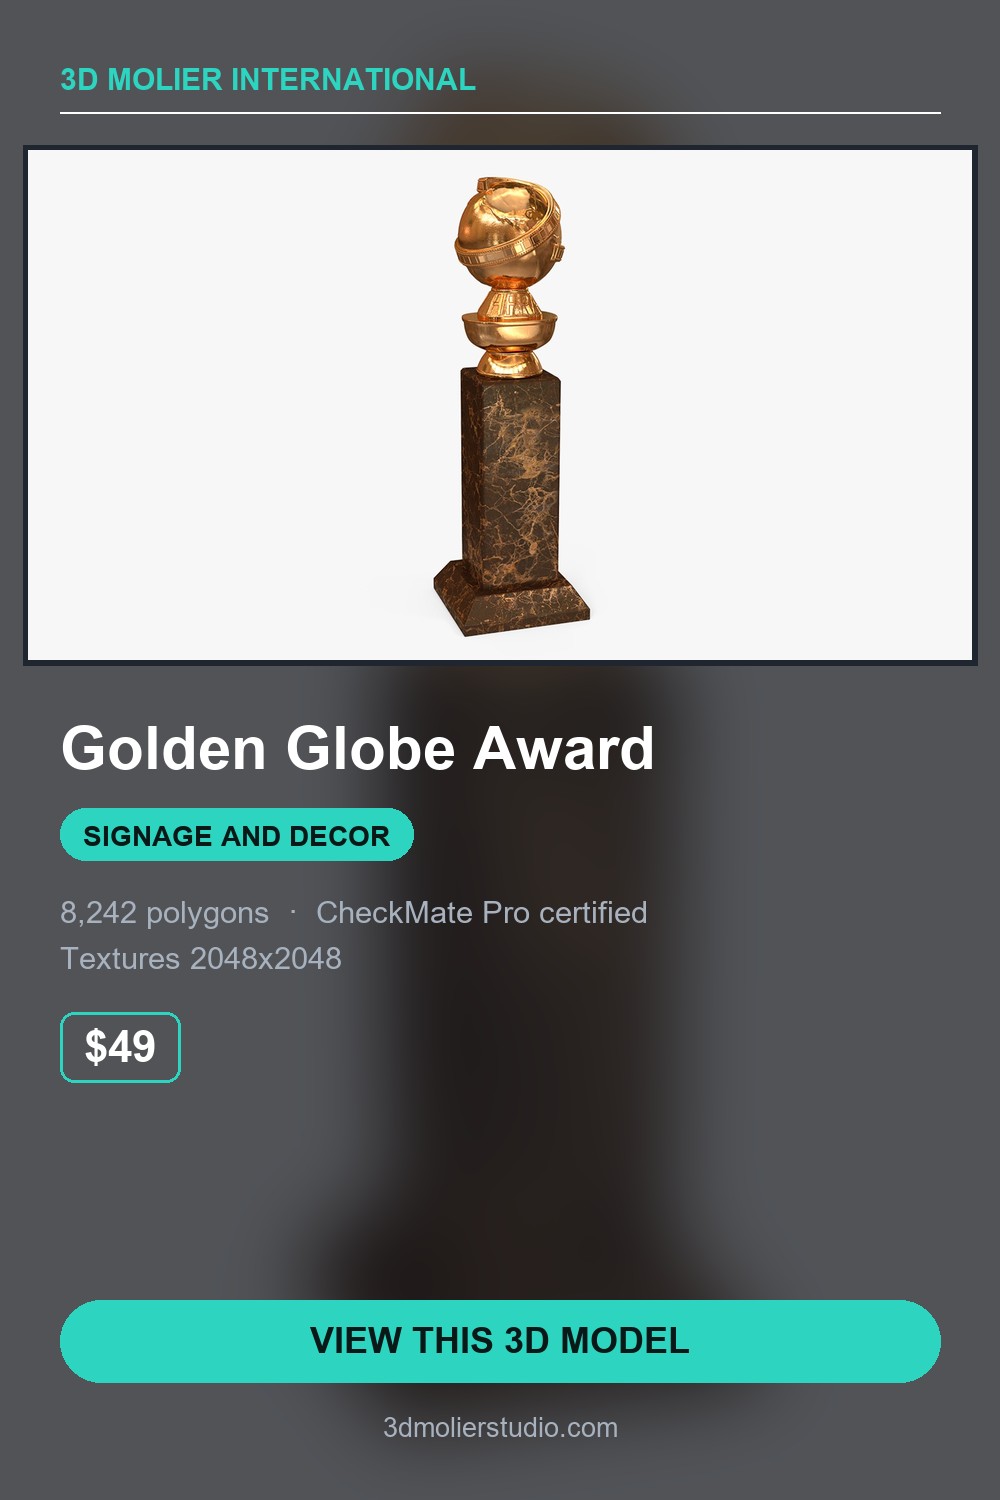 3D MOLIER INTERNATIONAL
Golden Globe Award
SIGNAGE AND DECOR
8,242 polygons · CheckMate Pro certified
Textures 2048x2048
$49
VIEW THIS 3D MODEL
3dmolierstudio.com